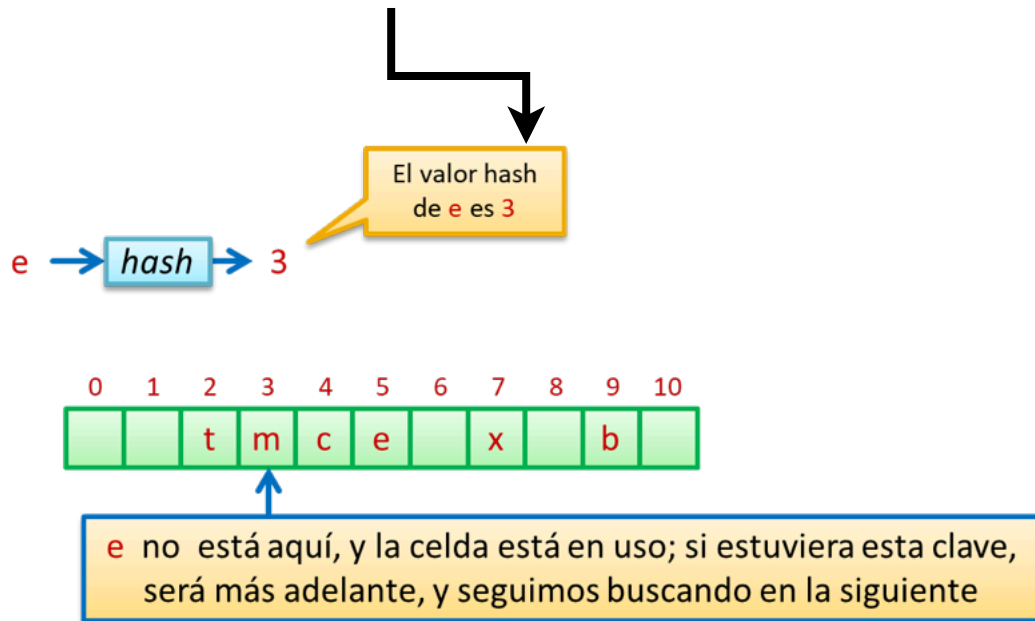 El valor hash
de e es 3
e hash 3
0 1 2 3 4 5 6 7 8 9 10
t m c e x b
e no está aquí, y la celda está en uso; si estuviera esta clave,
será más adelante, y seguimos buscando en la siguiente